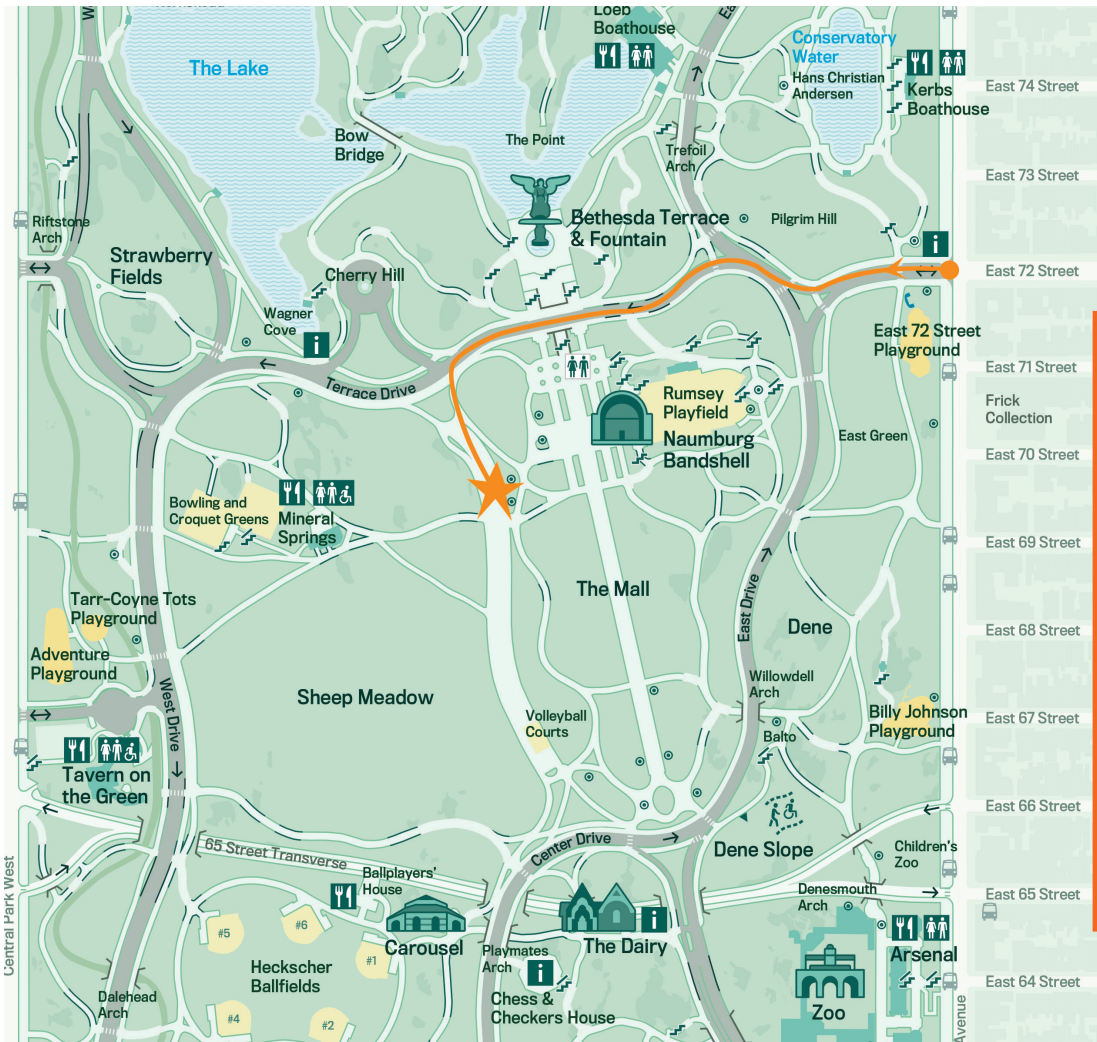 Loeb
Boathouse
The Lake
Conservatory
Water
Hans Christian
Andersen
Kerbs
Boathouse
East 74 Street
Bow
Bridge
The Point
Trefoil
Arch
East 73 Street
Riftstone
Arch
Strawberry
Fields
Bethesda Terrace
& Fountain
Pilgrim Hill
Cherry Hill
East 72 Street
Wagner
Cove
i
i
East 72 Street
Playground
Terrace Drive
East 71 Street
Rumsey
Playfield
Frick
Collection
Naumburg
Bandshell
East Green
East 70 Street
Bowling and
Croquet Greens
Mineral
Springs
East 69 Street
The Mall
East Drive
Tarr-Coyne Tots
Playground
Dene
East 68 Street
Adventure
Playground
West Drive
Sheep Meadow
Willowdell
Arch
Volleyball
Courts
Balto
Billy Johnson
Playground
East 67 Street
Tavern on
the Green
East 66 Street
65 Street Transverse
Center Drive
Dene Slope
Children's
Zoo
Central Park West
Ballplayers'
House
Denesmouth
Arch
East 65 Street
#5
#6
Carousel
The Dairy
i
Arsenal
#1
Playmates
Arch
i
Heckscher
Ballfields
Chess &
Checkers House
East 64 Street
Dalehead
Arch
#4
#2
Zoo
Avenue